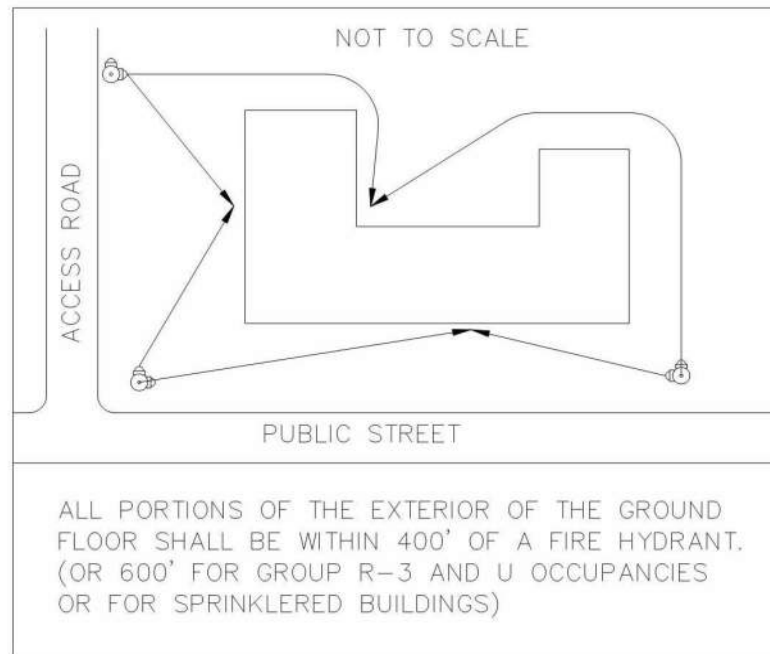 NOT TO SCALE
ACCESS ROAD
PUBLIC STREET
ALL PORTIONS OF THE EXTERIOR OF THE GROUND
FLOOR SHALL BE WITHIN 400' OF A FIRE HYDRANT.
(OR 600' FOR GROUP R-3 AND U OCCUPANCIES
OR FOR SPRINKLERED BUILDINGS)